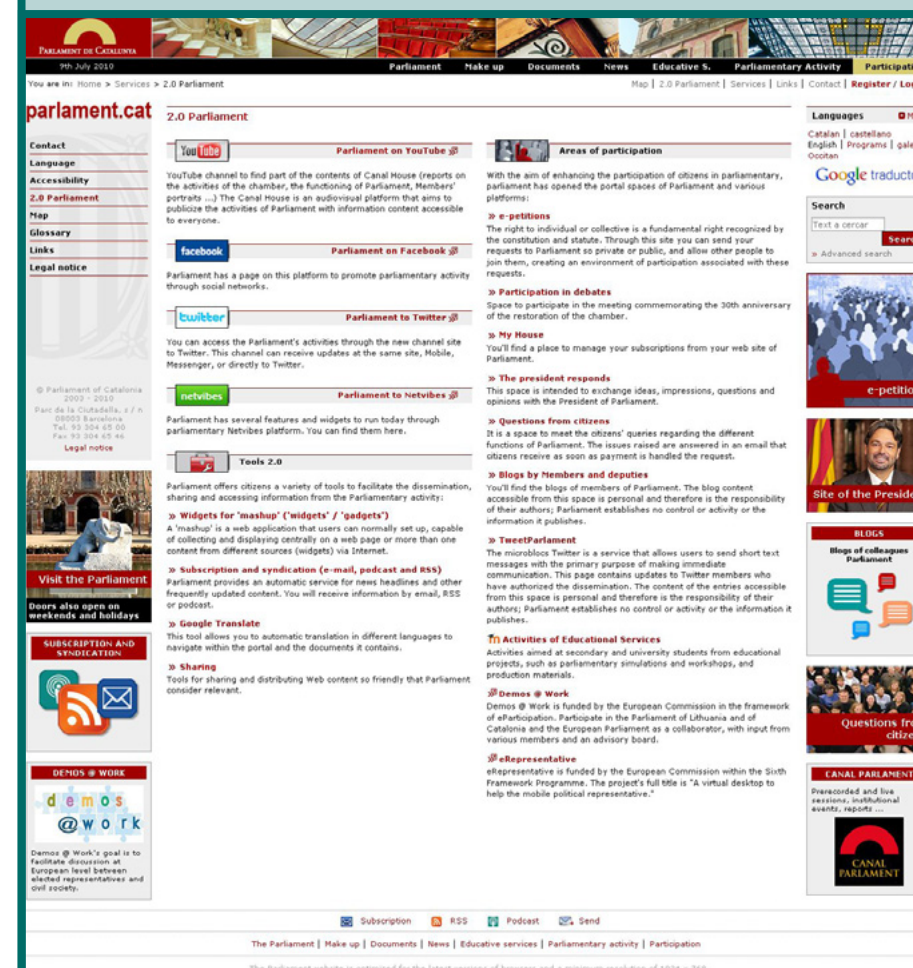 PARLAMENT DE CATALUNYA
9th July 2010
Parliament Make up Documents News Educative S. Parliamentary Activity
You are in: Home > Services > 2.0 Parliament
Map | 2.0 Parliament | Services | Links | Contact | Register /
parlament.cat
Contact
Language
Accessibility
2.0 Parliament
Map
Glossary
Links
Legal notice
© Parliament of Catalonia
2003 - 2010
Parc de la Ciutadella, s / n
08003 Barcelona
Tel. 93 304 65 00
Fax 93 304 65 46
Legal notice
Visit the Parliament
Doors also open on
weekends and holidays
SUBSCRIPTION AND
SYNDICATION
DEMOS @ WORK
demos
@work
Demos @ Work's goal is to
facilitate discussion at
European level between
elected representatives and
civil society.
2.0 Parliament
YouTube Parliament on YouTube
YouTube channel to find part of the contents of Canal House (reports on
the activities of the chamber, the functioning of Parliament, Members'
portraits ...) The Canal House is an audiovisual platform that aims to
publicize the activities of Parliament with information content accessible
to everyone.
facebook Parliament on Facebook
Parliament has a page on this platform to promote parliamentary activity
through social networks.
twitter Parliament to Twitter
You can access the Parliament's activities through the new channel site
to Twitter. This channel can receive updates at the same site, Mobile,
Messenger, or directly to Twitter.
netvibes Parliament to Netvibes
Parliament has several features and widgets to run today through
parliamentary Netvibes platform. You can find them here.
Tools 2.0
Parliament offers citizens a variety of tools to facilitate the dissemination,
sharing and accessing information from the Parliamentary activity:
» Widgets for 'mashup' ('widgets' / 'gadgets')
A 'mashup' is a web application that users can normally set up, capable
of collecting and displaying centrally on a web page or more than one
content from different sources (widgets) via Internet.
» Subscription and syndication (e-mail, podcast and RSS)
Parliament provides an automatic service for news headlines and other
frequently updated content. You will receive information by email, RSS
or podcast.
» Google Translate
This tool allows you to automatic translation in different languages to
navigate within the portal and the documents it contains.
» Sharing
Tools for sharing and distributing Web content so friendly that Parliament
consider relevant.
Areas of participation
With the aim of enhancing the participation of citizens in parliamentary,
parliament has opened the portal spaces of Parliament and various
platforms:
» e-petitions
The right to individual or collective is a fundamental right recognized by
the constitution and statute. Through this site you can send your
requests to Parliament so private or public, and allow other people to
join them, creating an environment of participation associated with these
requests.
» Participation in debates
Space to participate in the meeting commemorating the 30th anniversary
of the restoration of the chamber.
» My House
You'll find a place to manage your subscriptions from your web site of
Parliament.
» The president responds
This space is intended to exchange ideas, impressions, questions and
opinions with the President of Parliament.
» Questions from citizens
It is a space to meet the citizens' queries regarding the different
functions of Parliament. The issues raised are answered in an email that
citizens receive as soon as payment is handled the request.
» Blogs by Members and deputies
You'll find the blogs of members of Parliament. The blog content
accessible from this space is personal and therefore is the responsibility
of their authors; Parliament establishes no control or activity or the
information it publishes.
» TweetParlament
The microblocs Twitter is a service that allows users to send short text
messages with the primary purpose of making immediate
communication. This page contains updates to Twitter members who
have authorized the dissemination. The content of the entries accessible
from this space is personal and therefore is the responsibility of their
authors; Parliament establishes no control or activity or the information it
publishes.
Activities of Educational Services
Activities aimed at secondary and university students from educational
projects, such as parliamentary simulations and workshops, and
production materials.
Demos @ Work
Demos @ Work is funded by the European Commission in the framework
of eParticipation. Participate in the Parliament of Lithuania and of
Catalonia and the European Parliament as a collaborator, with input from
various members and an advisory board.
eRepresentative
eRepresentative is funded by the European Commission within the Sixth
Framework Programme. The project's full title is "A virtual desktop to
help the mobile political representative."
Languages
Catalan | castellano
English | Programs |
Occitan
Google
Search
Text a cercar
» Advanced search
Site of the
BLOGS
Blogs of colleagues
Parliament
Questions
CANAL PARLAMENT
Prerecorded and live
sessions, institutional
events, reports ...
CANAL
PARLAMENT
Subscription RSS Podcast Send
The Parliament | Make up | Documents | News | Educative services | Parliamentary activity | Participation